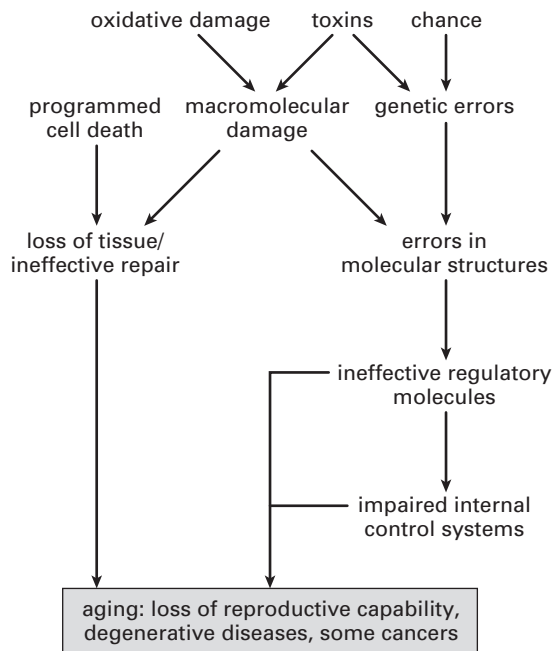 oxidative damage
toxins
chance
programmed
cell death
macromolecular
damage
genetic errors
loss of tissue/
ineffective repair
errors in
molecular structures
ineffective regulatory
molecules
impaired internal
control systems
aging: loss of reproductive capability,
degenerative diseases, some cancers